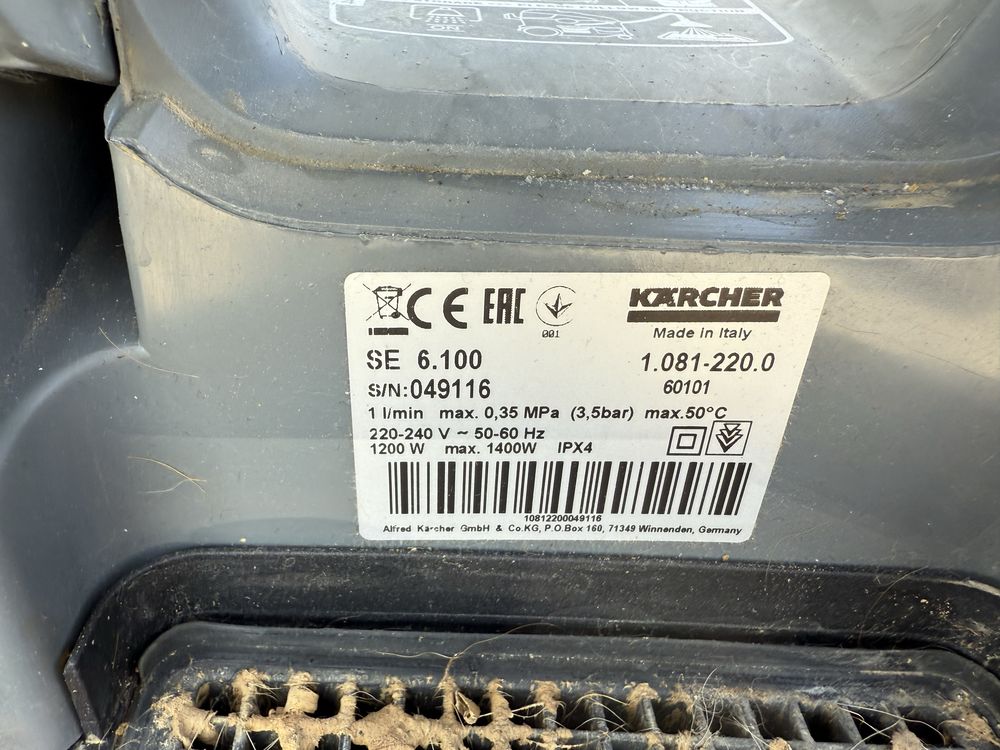 CE EAC
001
KÄRCHER
Made in Italy
SE 6.100
1.081-220.0
S/N:049116
60101
1 l/min max. 0,35 MPa (3,5bar) max.50°C
220-240 V ~ 50-60 Hz
1200 W max. 1400W IPX4
10812200049116
Alfred Kärcher GmbH & Co.KG, P.O.Box 160, 71349 Winnenden, Germany